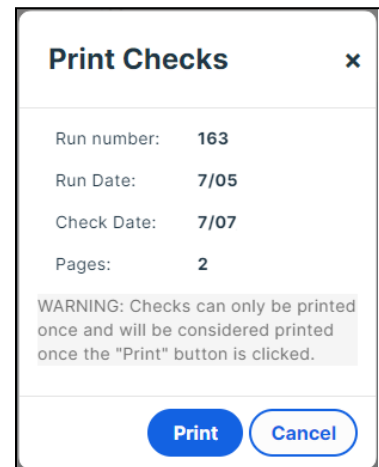 Print Checks ×
Run number: 163
Run Date: 7/05
Check Date: 7/07
Pages: 2
WARNING: Checks can only be printed
once and will be considered printed
once the "Print" button is clicked.
Print Cancel